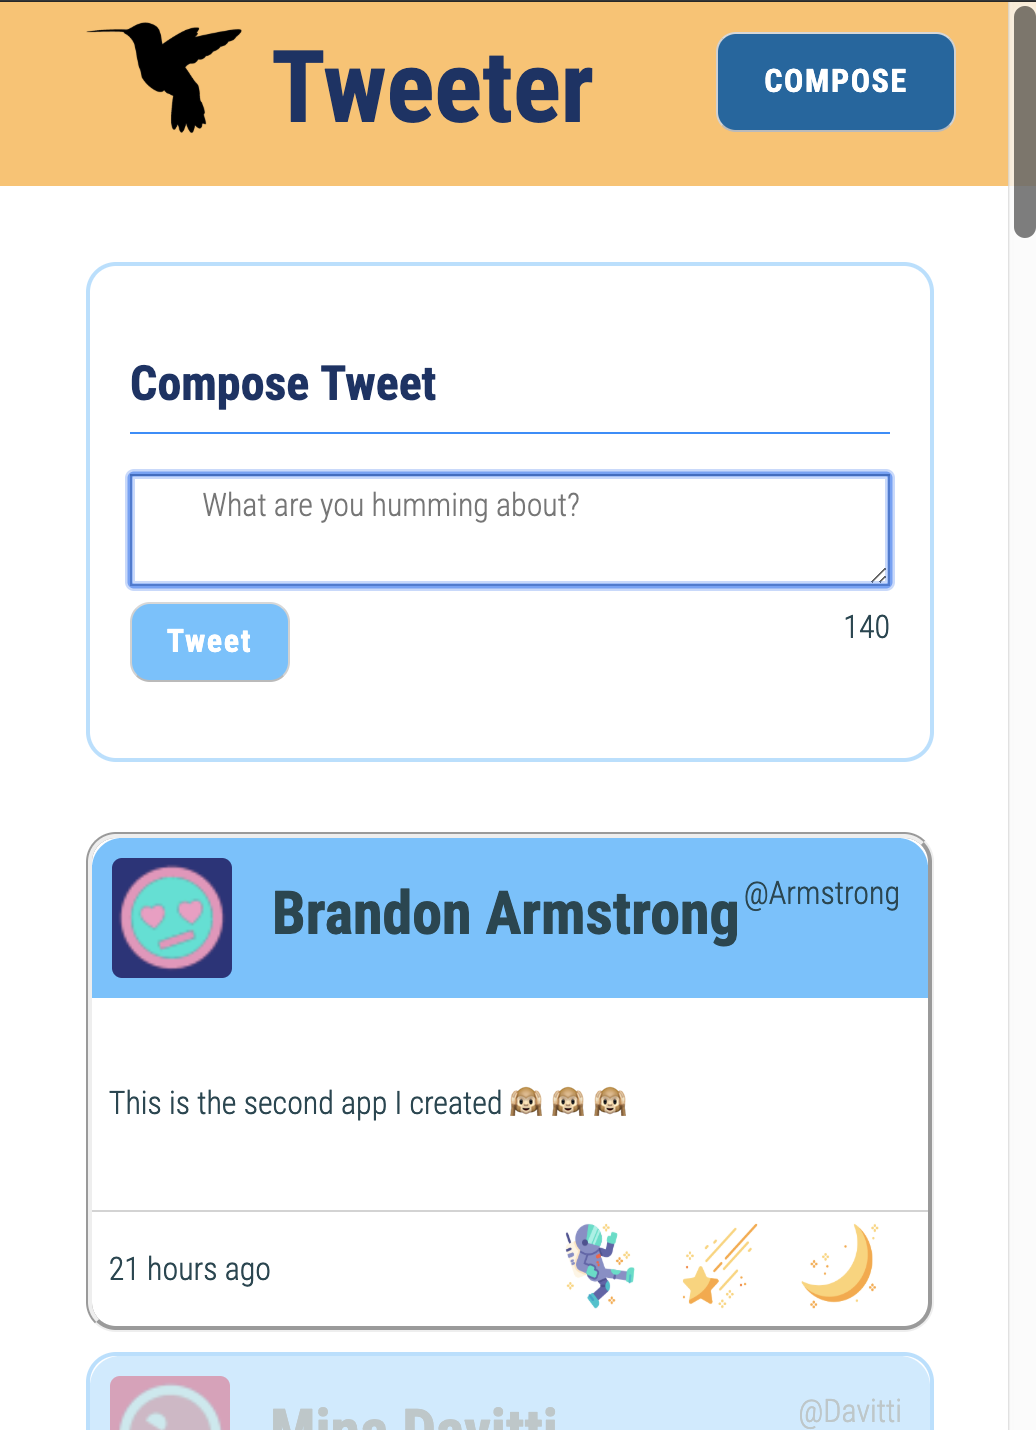 Tweeter
COMPOSE
Compose Tweet
What are you humming about?
Tweet
140
Brandon Armstrong
@Armstrong
This is the second app I created 🙉 🙉 🙉
21 hours ago
Mina Davitti
@Davitti